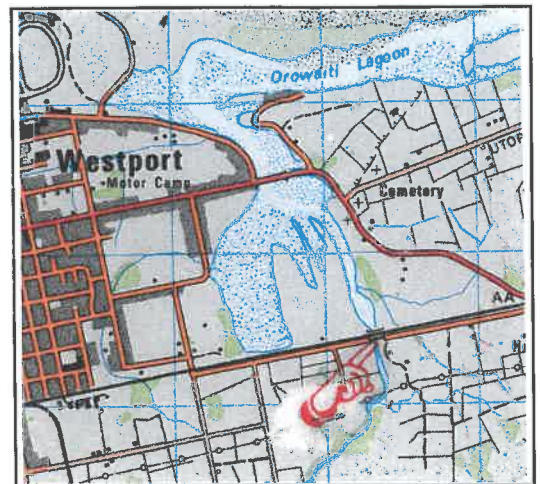 Orowaiti Lagoon
UTOP
Westport
Motor Camp
Cemetery
AA